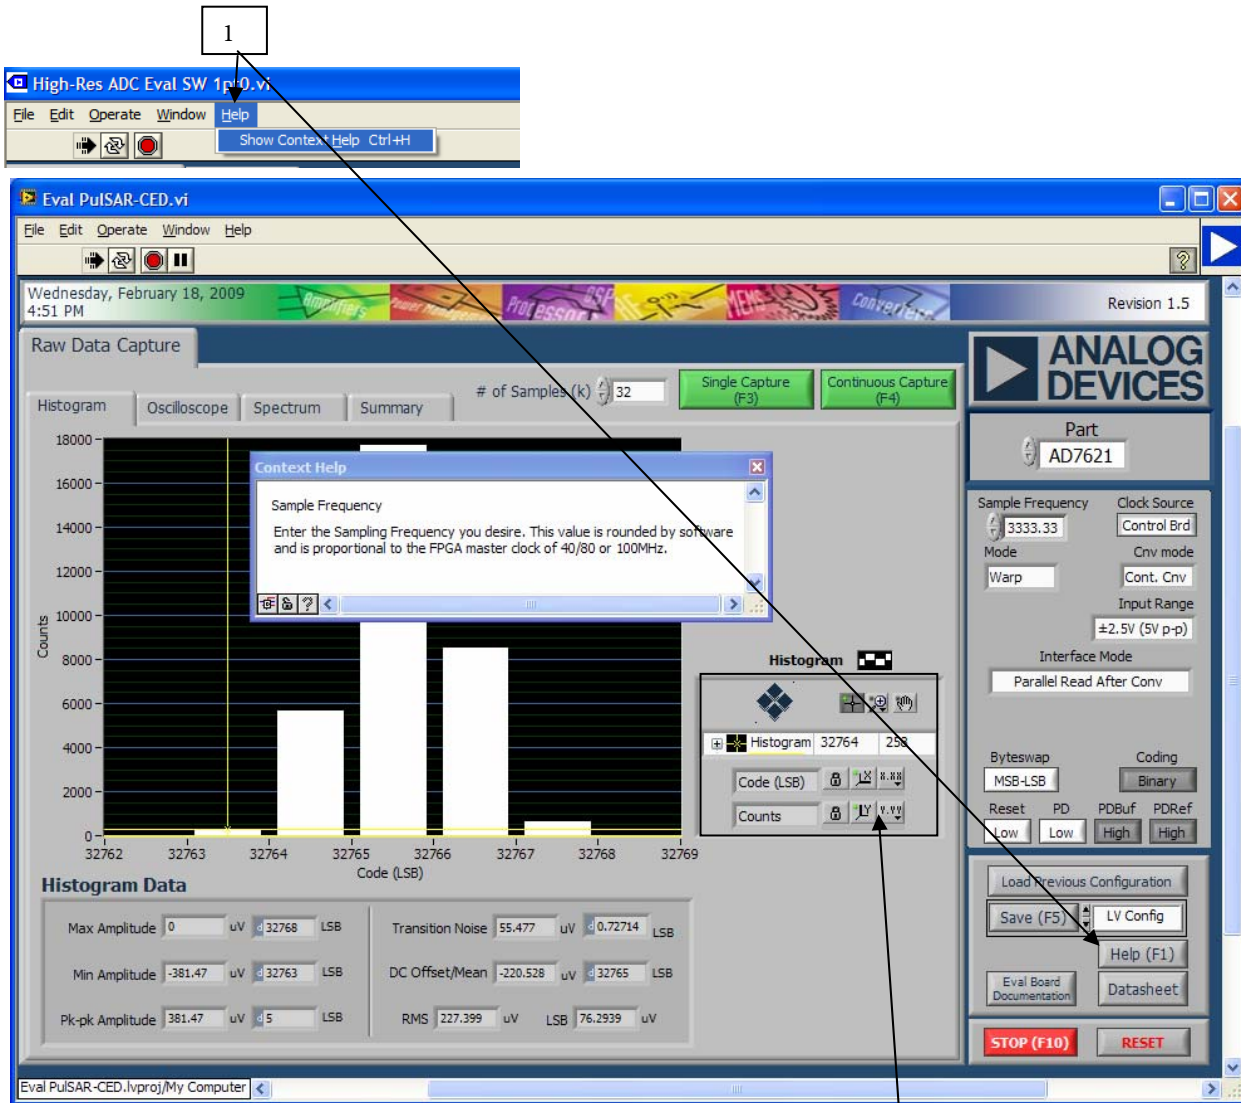 1
High-Res ADC Eval SW 1pt0.vi
File Edit Operate Window Help
Show Context Help Ctrl+H
Eval PulSAR-CED.vi
File Edit Operate Window Help
Wednesday, February 18, 2009
4:51 PM
Amplifiers Power Management Processors DSP MEMS Converters
Revision 1.5
Raw Data Capture
# of Samples (k) 32
Single Capture
(F3)
Continuous Capture
(F4)
Histogram Oscilloscope Spectrum Summary
ANALOG
DEVICES
Part
AD7621
Sample Frequency Clock Source
3333.33 Control Brd
Mode Cnv mode
Warp Cont. Cnv
Input Range
±2.5V (5V p-p)
Interface Mode
Parallel Read After Conv
Byteswap Coding
MSB-LSB Binary
Reset PD PDBuf PDRef
Low Low High High
Load Previous Configuration
Save (F5) LV Config
Help (F1)
Eval Board
Documentation
Datasheet
STOP (F10) RESET
Context Help
Sample Frequency
Enter the Sampling Frequency you desire. This value is rounded by software
and is proportional to the FPGA master clock of 40/80 or 100MHz.
Counts
18000
16000
14000
12000
10000
8000
6000
4000
2000
0
32762 32763 32764 32765 32766 32767 32768 32769
Code (LSB)
Histogram
Histogram 32764 258
Code (LSB) X X.XX
Counts Y Y.YY
Histogram Data
Max Amplitude 0 uV d 32768 LSB
Min Amplitude -381.47 uV d 32763 LSB
Pk-pk Amplitude 381.47 uV d 5 LSB
Transition Noise 55.477 uV d 0.72714 LSB
DC Offset/Mean -220.528 uV d 32765 LSB
RMS 227.399 uV LSB 76.2939 uV
Eval PulSAR-CED.lvproj/My Computer